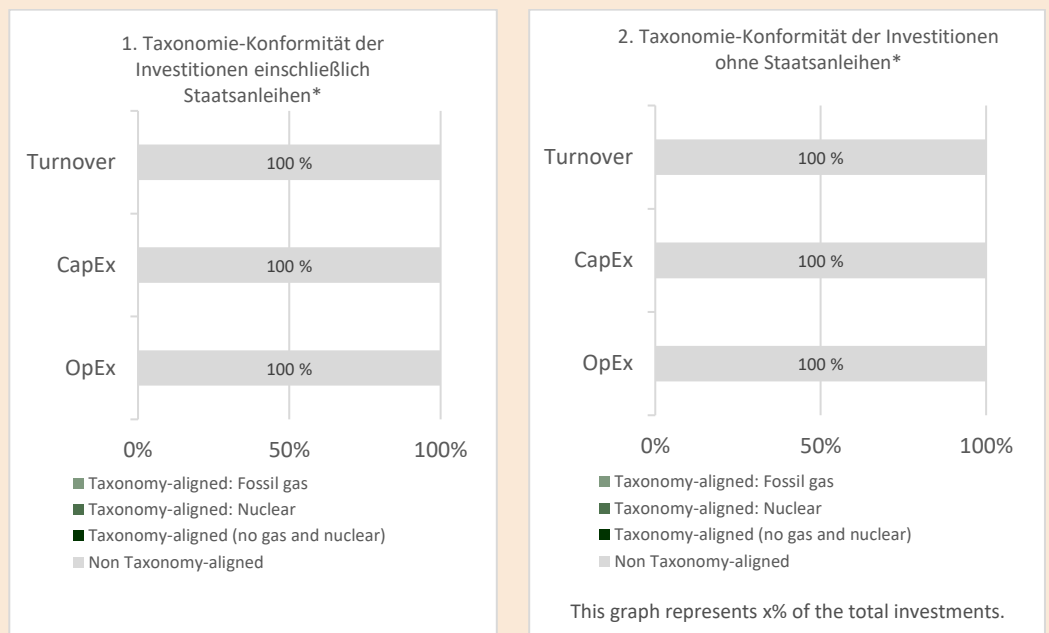 1. Taxonomie-Konformität der
Investitionen einschließlich
Staatsanleihen*
Turnover
100 %
CapEx
100 %
OpEx
100 %
0%
50%
100%
Taxonomy-aligned: Fossil gas
Taxonomy-aligned: Nuclear
Taxonomy-aligned (no gas and nuclear)
Non Taxonomy-aligned
2. Taxonomie-Konformität der Investitionen
ohne Staatsanleihen*
Turnover
100 %
CapEx
100 %
OpEx
100 %
0%
50%
100%
Taxonomy-aligned: Fossil gas
Taxonomy-aligned: Nuclear
Taxonomy-aligned (no gas and nuclear)
Non Taxonomy-aligned
This graph represents x% of the total investments.